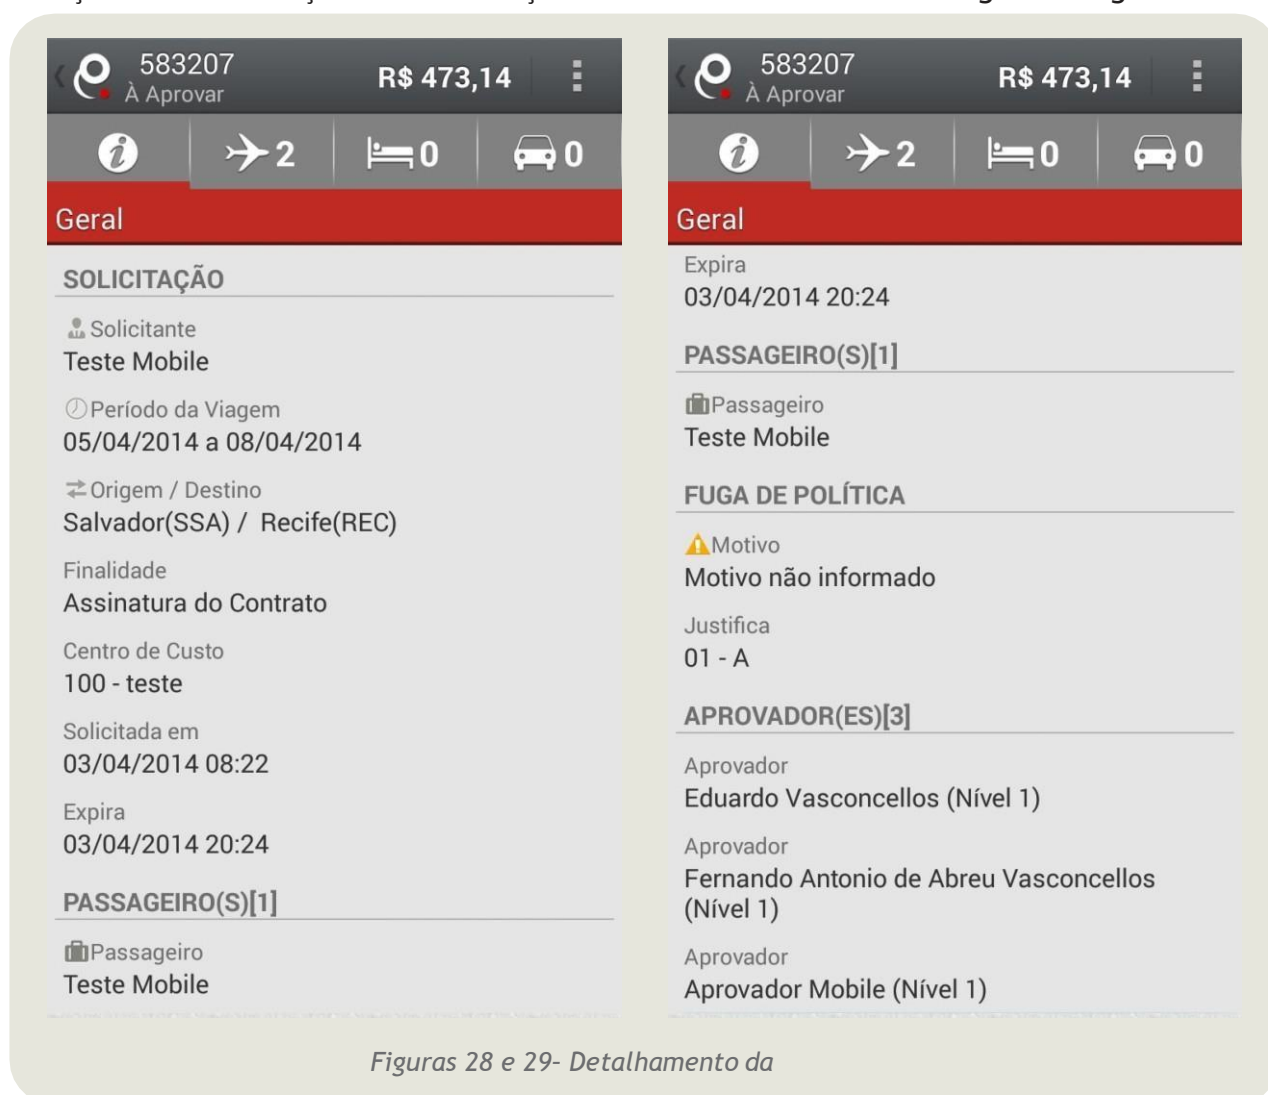 583207
À Aprovar
R$ 473,14
2
0
0
Geral
SOLICITAÇÃO
Solicitante
Teste Mobile
Período da Viagem
05/04/2014 a 08/04/2014
Origem / Destino
Salvador(SSA) / Recife(REC)
Finalidade
Assinatura do Contrato
Centro de Custo
100 - teste
Solicitada em
03/04/2014 08:22
Expira
03/04/2014 20:24
PASSAGEIRO(S)[1]
Passageiro
Teste Mobile
583207
À Aprovar
R$ 473,14
2
0
0
Geral
Expira
03/04/2014 20:24
PASSAGEIRO(S)[1]
Passageiro
Teste Mobile
FUGA DE POLÍTICA
Motivo
Motivo não informado
Justifica
01 - A
APROVADOR(ES)[3]
Aprovador
Eduardo Vasconcellos (Nível 1)
Aprovador
Fernando Antonio de Abreu Vasconcellos
(Nível 1)
Aprovador
Aprovador Mobile (Nível 1)
Figuras 28 e 29– Detalhamento da